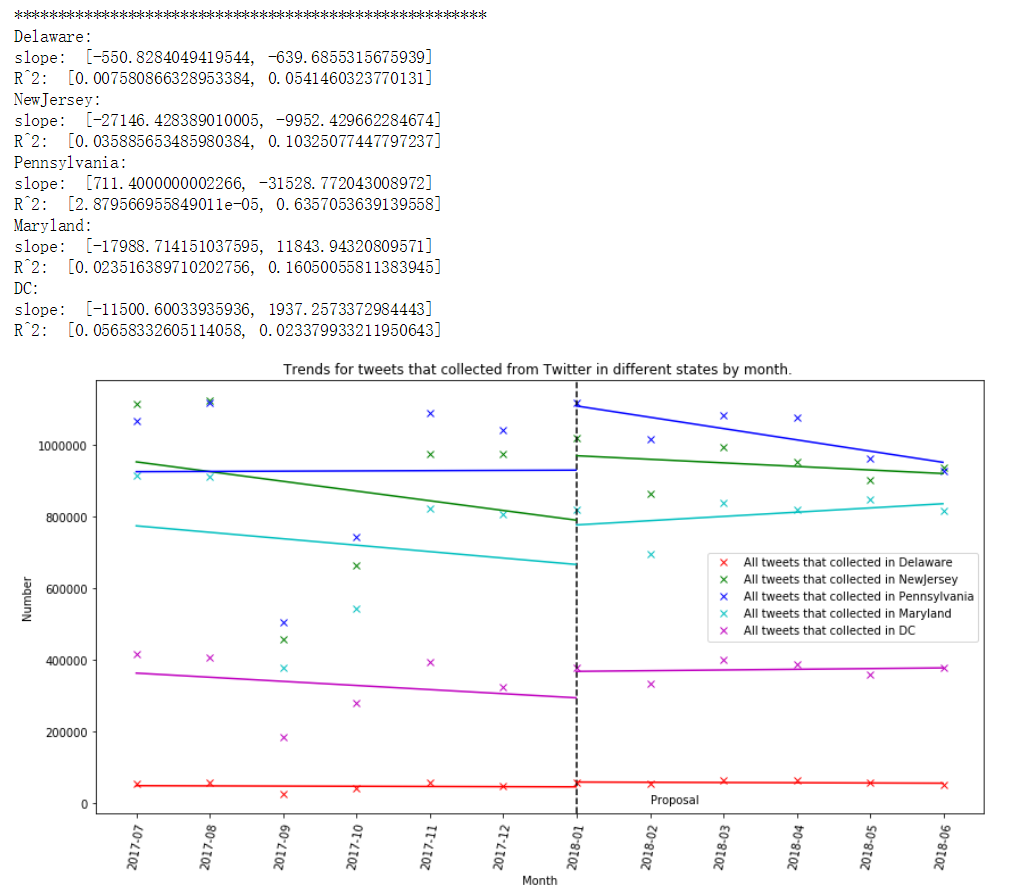 ******************************************************
Delaware:
slope:  [-550.8284049419544, -639.6855315675939]
R^2:  [0.007580866328953384, 0.0541460323770131]
NewJersey:
slope:  [-27146.428389010005, -9952.429662284674]
R^2:  [0.035885653485980384, 0.10325077447797237]
Pennsylvania:
slope:  [711.4000000002266, -31528.772043008972]
R^2:  [2.879566955849011e-05, 0.6357053639139558]
Maryland:
slope:  [-17988.714151037595, 11843.94320809571]
R^2:  [0.023516389710202756, 0.16050055811383945]
DC:
slope:  [-11500.60033935936, 1937.2573372984443]
R^2:  [0.05658332605114058, 0.023379933211950643]
Trends for tweets that collected from Twitter in different states by month.
1000000
800000
600000
400000
200000
0
Number
All tweets that collected in Delaware
All tweets that collected in NewJersey
All tweets that collected in Pennsylvania
All tweets that collected in Maryland
All tweets that collected in DC
Proposal
2017-07
2017-08
2017-09
2017-10
2017-11
2017-12
2018-01
2018-02
2018-03
2018-04
2018-05
2018-06
Month